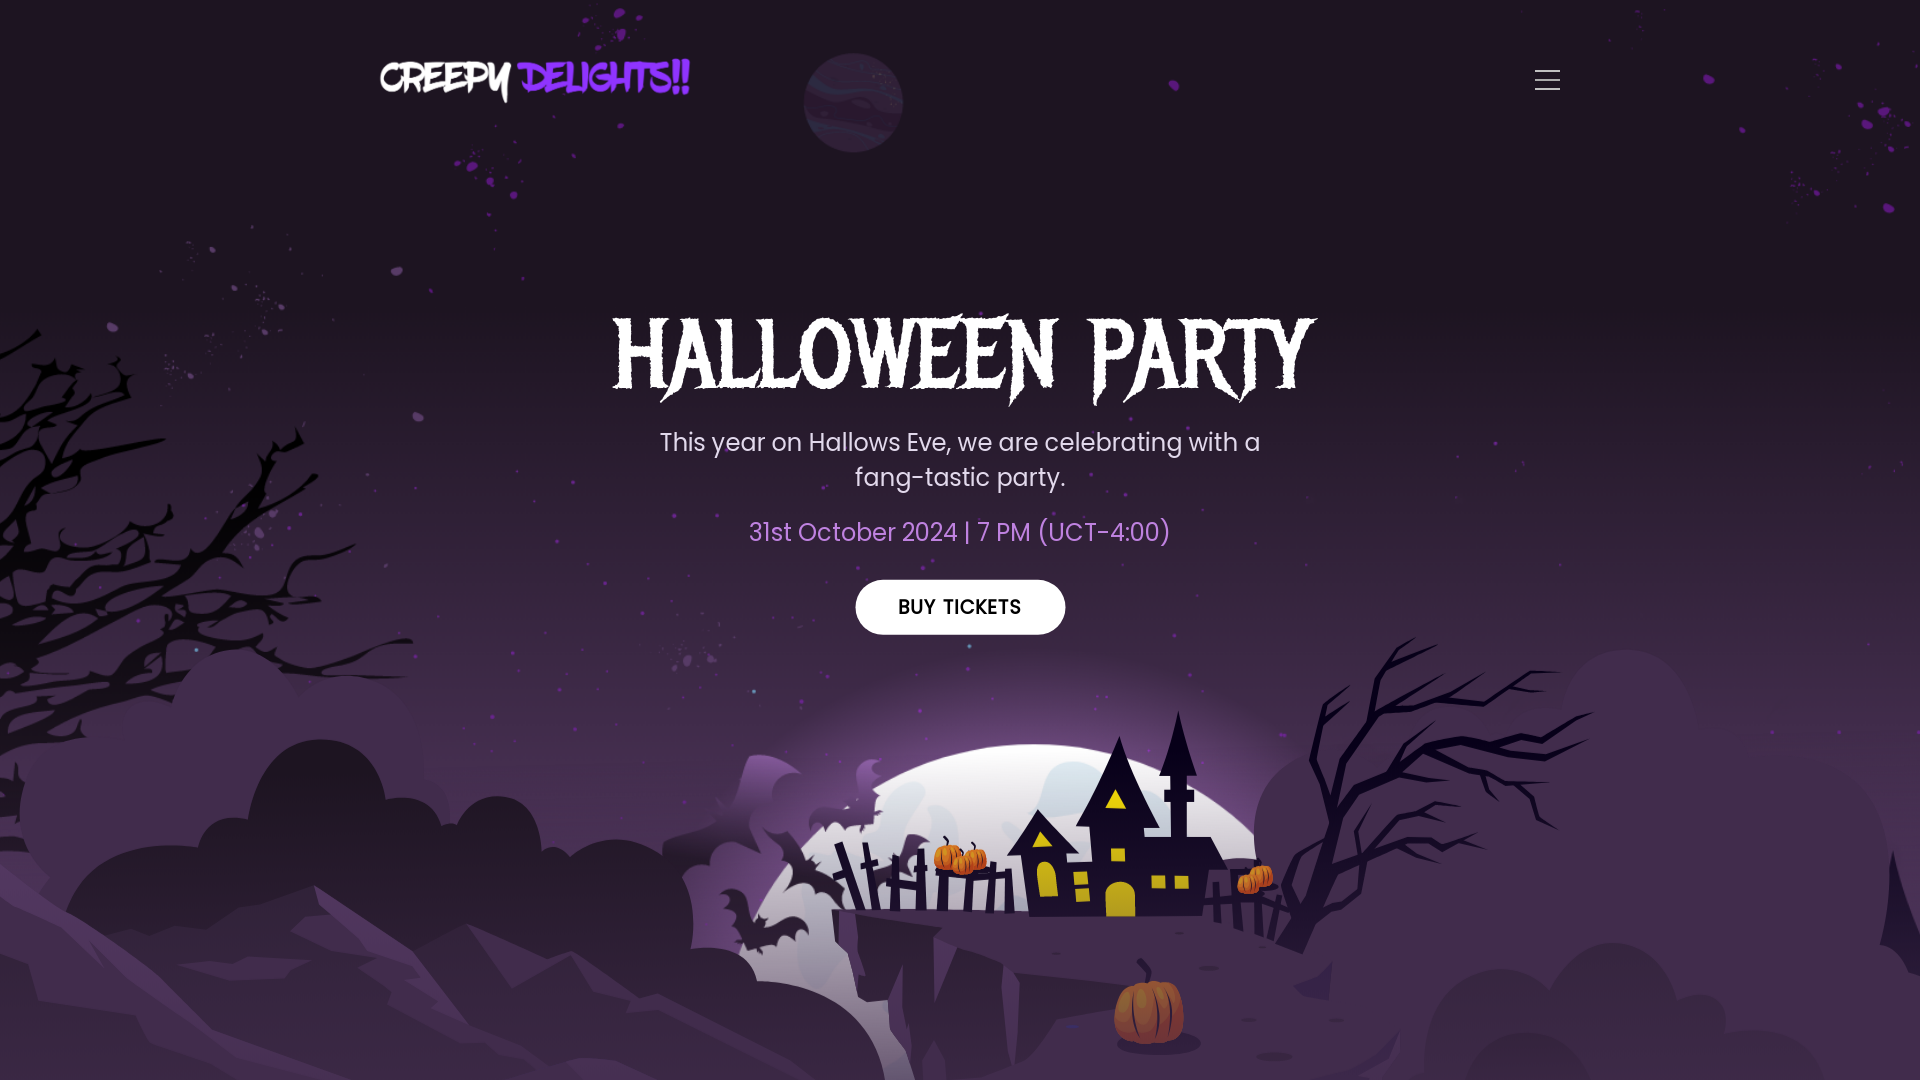 CREEPY DELIGHTS!!
HALLOWEEN PARTY
This year on Hallows Eve, we are celebrating with a
fang-tastic party.
31st October 2024 | 7 PM (UCT-4:00)
BUY TICKETS